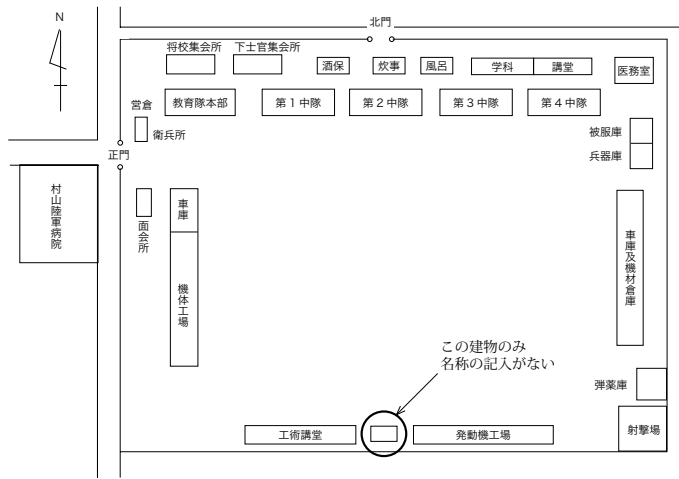 N
北門
将校集会所
下士官集会所
酒保
炊事
風呂
学科
講堂
医務室
営倉
教育隊本部
第1中隊
第2中隊
第3中隊
第4中隊
衛兵所
被服庫
正門
兵器庫
村山陸軍病院
面会所
車庫
機体工場
車庫及機材倉庫
この建物のみ
名称の記入がない
弾薬庫
工術講堂
発動機工場
射撃場